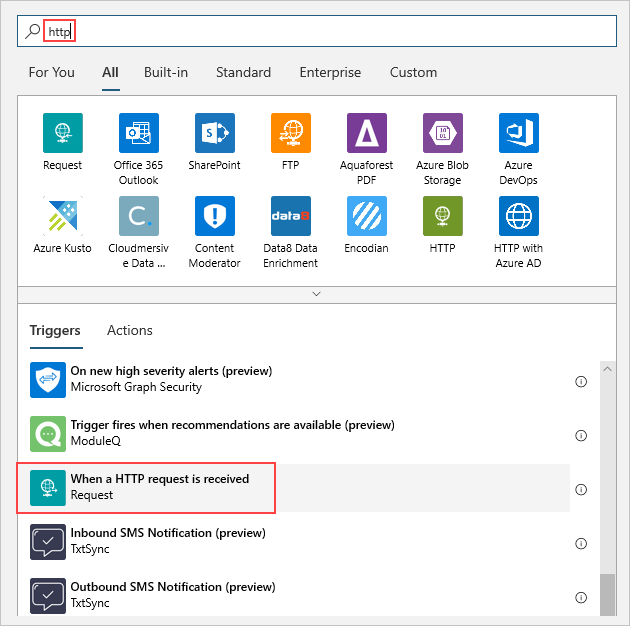 http
For You All Built-in Standard Enterprise Custom
Request
Office 365
Outlook
SharePoint
FTP
Aquaforest
PDF
Azure Blob
Storage
Azure
DevOps
Azure Kusto
Cloudmersiv
e Data ...
Content
Moderator
data8
Data8 Data
Enrichment
Encodian
HTTP
HTTP with
Azure AD
Triggers Actions
On new high severity alerts (preview)
Microsoft Graph Security
Trigger fires when recommendations are available (preview)
ModuleQ
When a HTTP request is received
Request
Inbound SMS Notification (preview)
TxtSync
Outbound SMS Notification (preview)
TxtSync